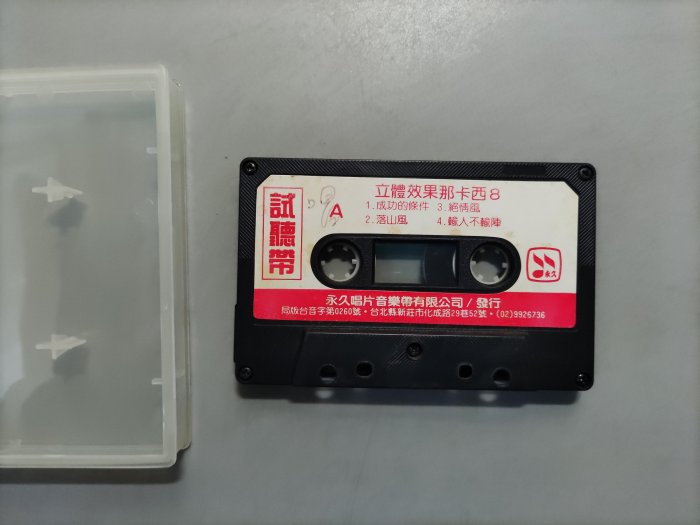 立體效果那卡西8
試聽帶
A
1.成功的條件 3.絕情風
2.落山風 4.輸人不輸陣
永久
永久唱片音樂帶有限公司/發行
局版台音字第0260號・台北縣新莊市化成路29巷52號・(02)9926736